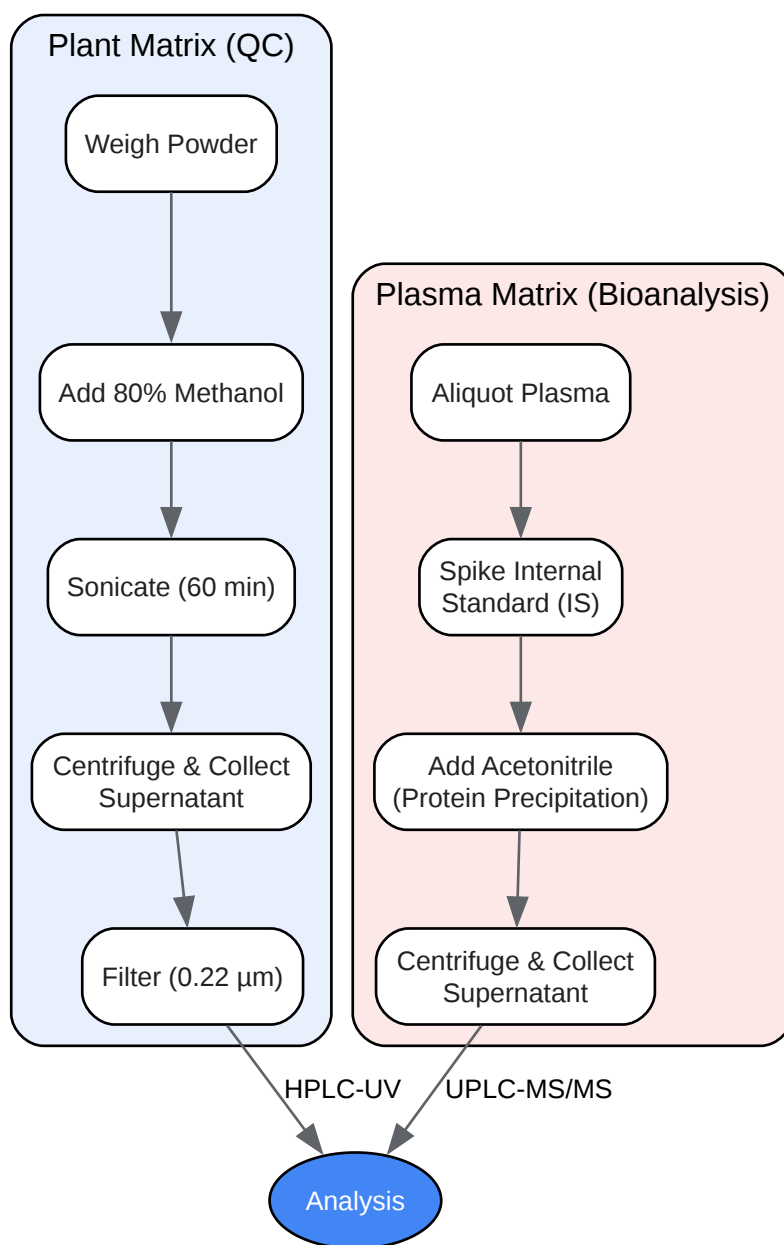 Plant Matrix (QC)
Weigh Powder
Add 80% Methanol
Sonicate (60 min)
Centrifuge & Collect
Supernatant
Filter (0.22 µm)
Plasma Matrix (Bioanalysis)
Aliquot Plasma
Spike Internal
Standard (IS)
Add Acetonitrile
(Protein Precipitation)
Centrifuge & Collect
Supernatant
HPLC-UV
UPLC-MS/MS
Analysis